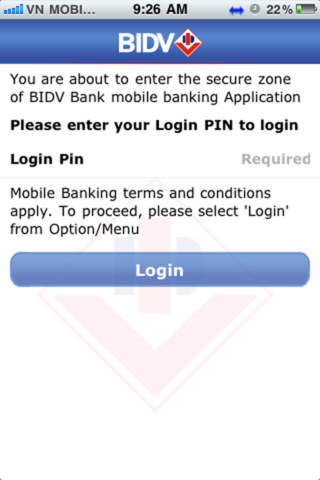 VN MOBI... 9:26 AM 22%
BIDV
You are about to enter the secure zone
of BIDV Bank mobile banking Application
Please enter your Login PIN to login
Login Pin Required
Mobile Banking terms and conditions
apply. To proceed, please select 'Login'
from Option/Menu
Login